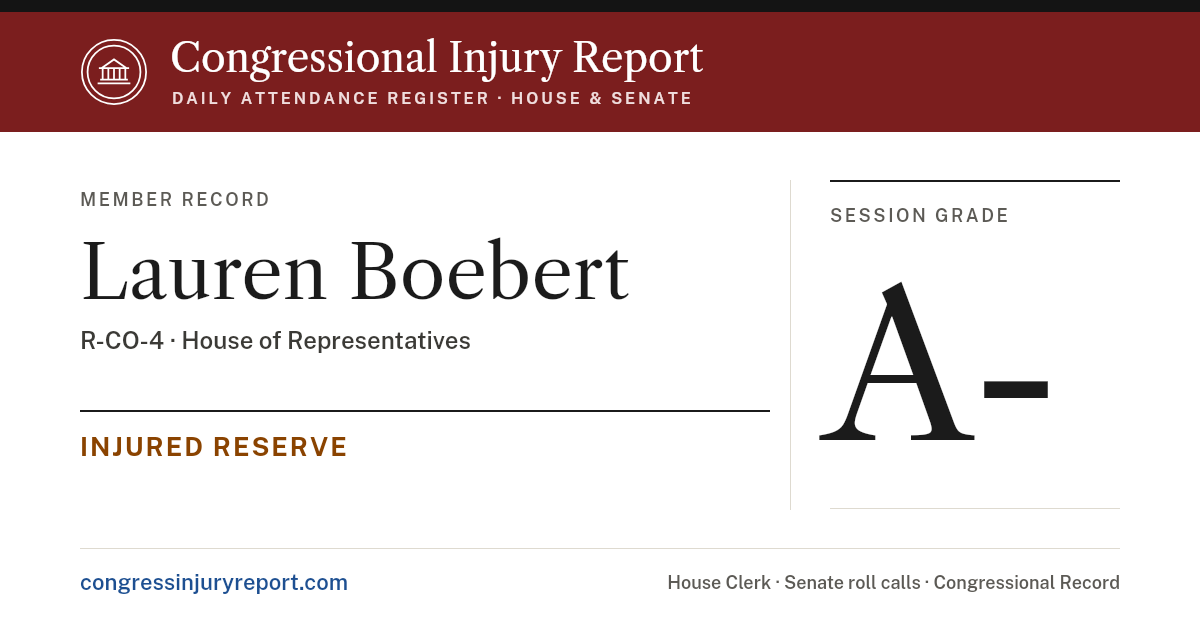 Congressional Injury Report
DAILY ATTENDANCE REGISTER · HOUSE & SENATE
MEMBER RECORD
Lauren Boebert
R-CO-4 · House of Representatives
INJURED RESERVE
SESSION GRADE
A-
congressinjuryreport.com
House Clerk · Senate roll calls · Congressional Record